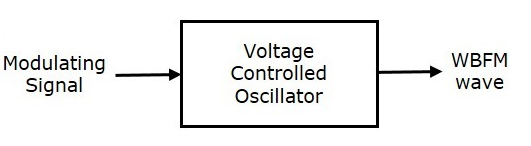 Modulating
Signal
Voltage
Controlled
Oscillator
WBFM
wave